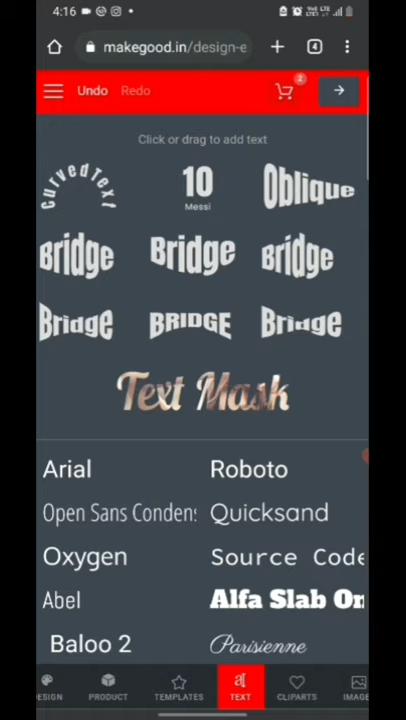 4:16
makegood.in/design-e
4
Undo Redo
2
Click or drag to add text
CurvedText
10
Messi
Oblique
Bridge Bridge Bridge
Bridge BRIDGE Bridge
Text Mask
Arial Roboto
Open Sans Condens Quicksand
Oxygen Source Code
Abel Alfa Slab On
Baloo 2 Parisienne
ESIGN PRODUCT TEMPLATES TEXT CLIPARTS IMAGE